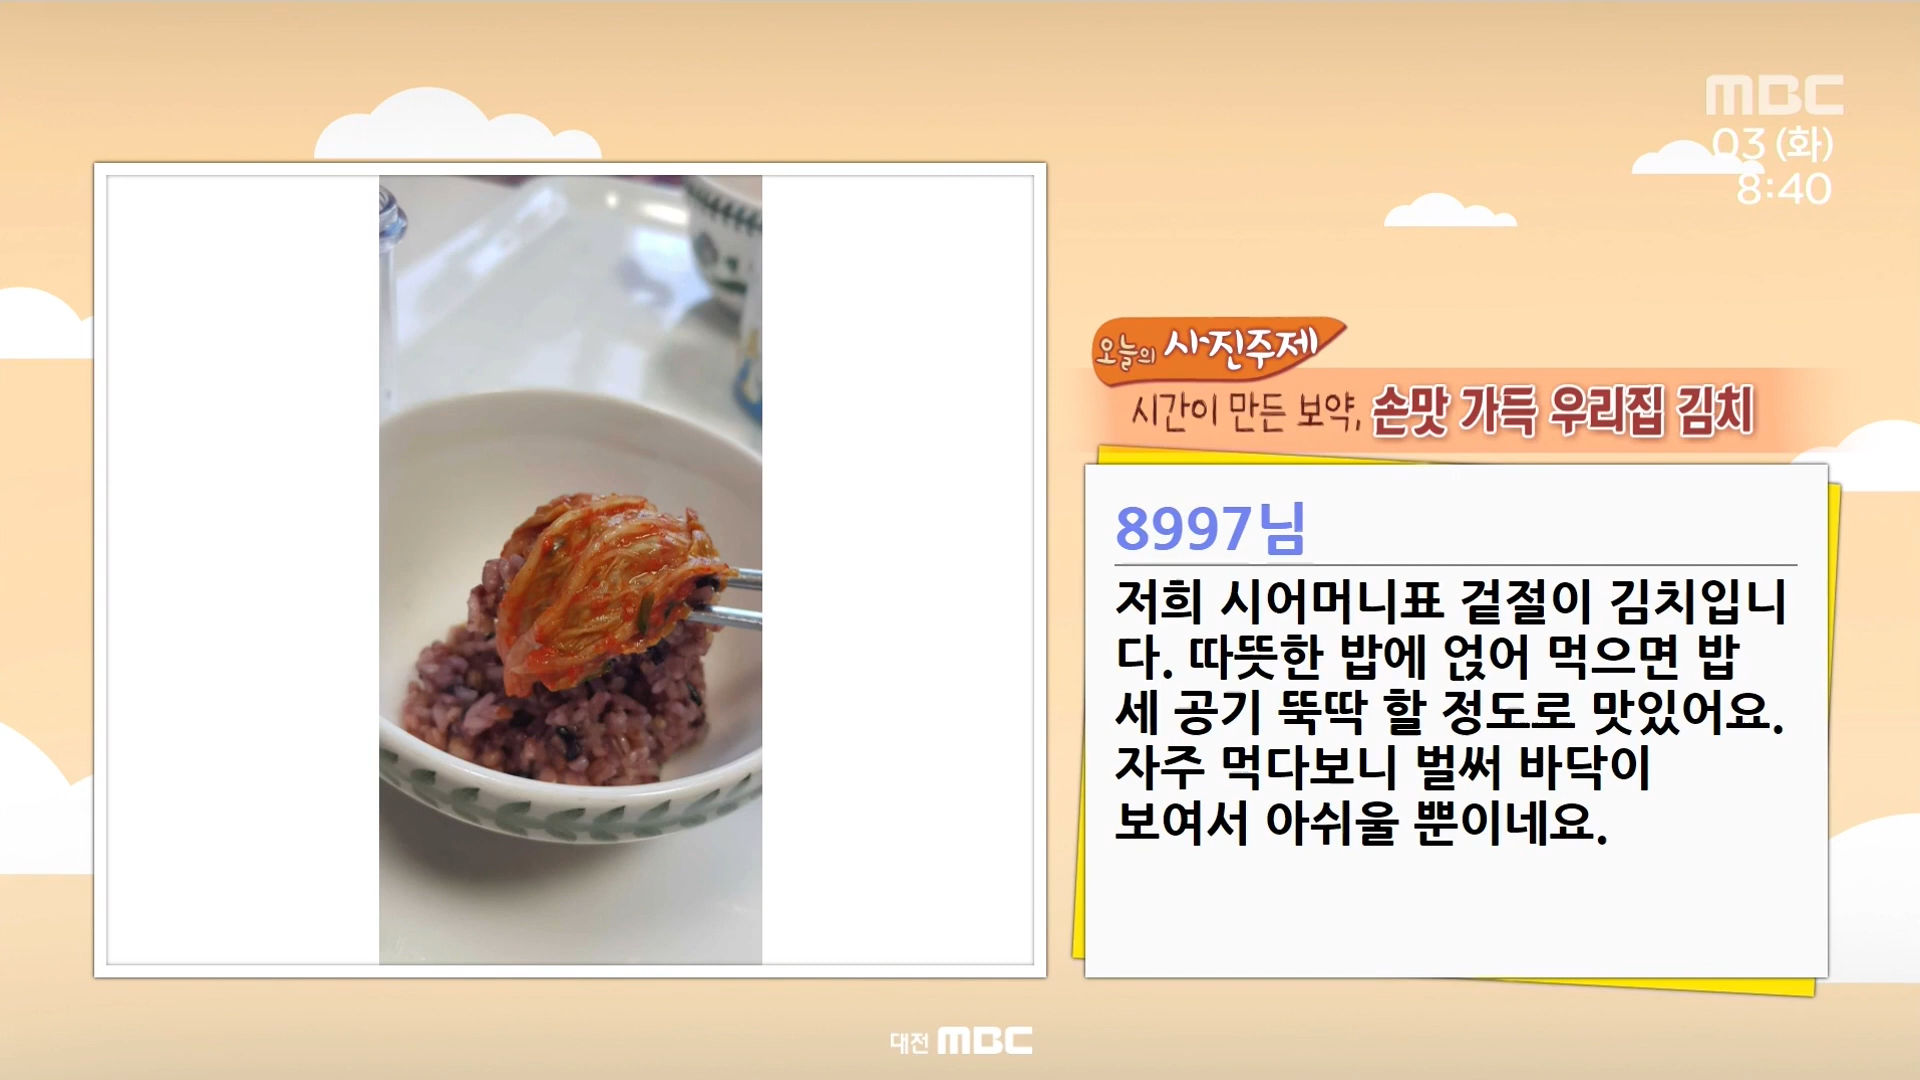 MBC
03 (화)
8:40
오늘의 사진주제
시간이 만든 보약, 손맛 가득 우리집 김치
8997님
저희 시어머니표 겉절이 김치입니
다. 따뜻한 밥에 얹어 먹으면 밥
세 공기 뚝딱 할 정도로 맛있어요.
자주 먹다보니 벌써 바닥이
보여서 아쉬울 뿐이네요.
대전 MBC